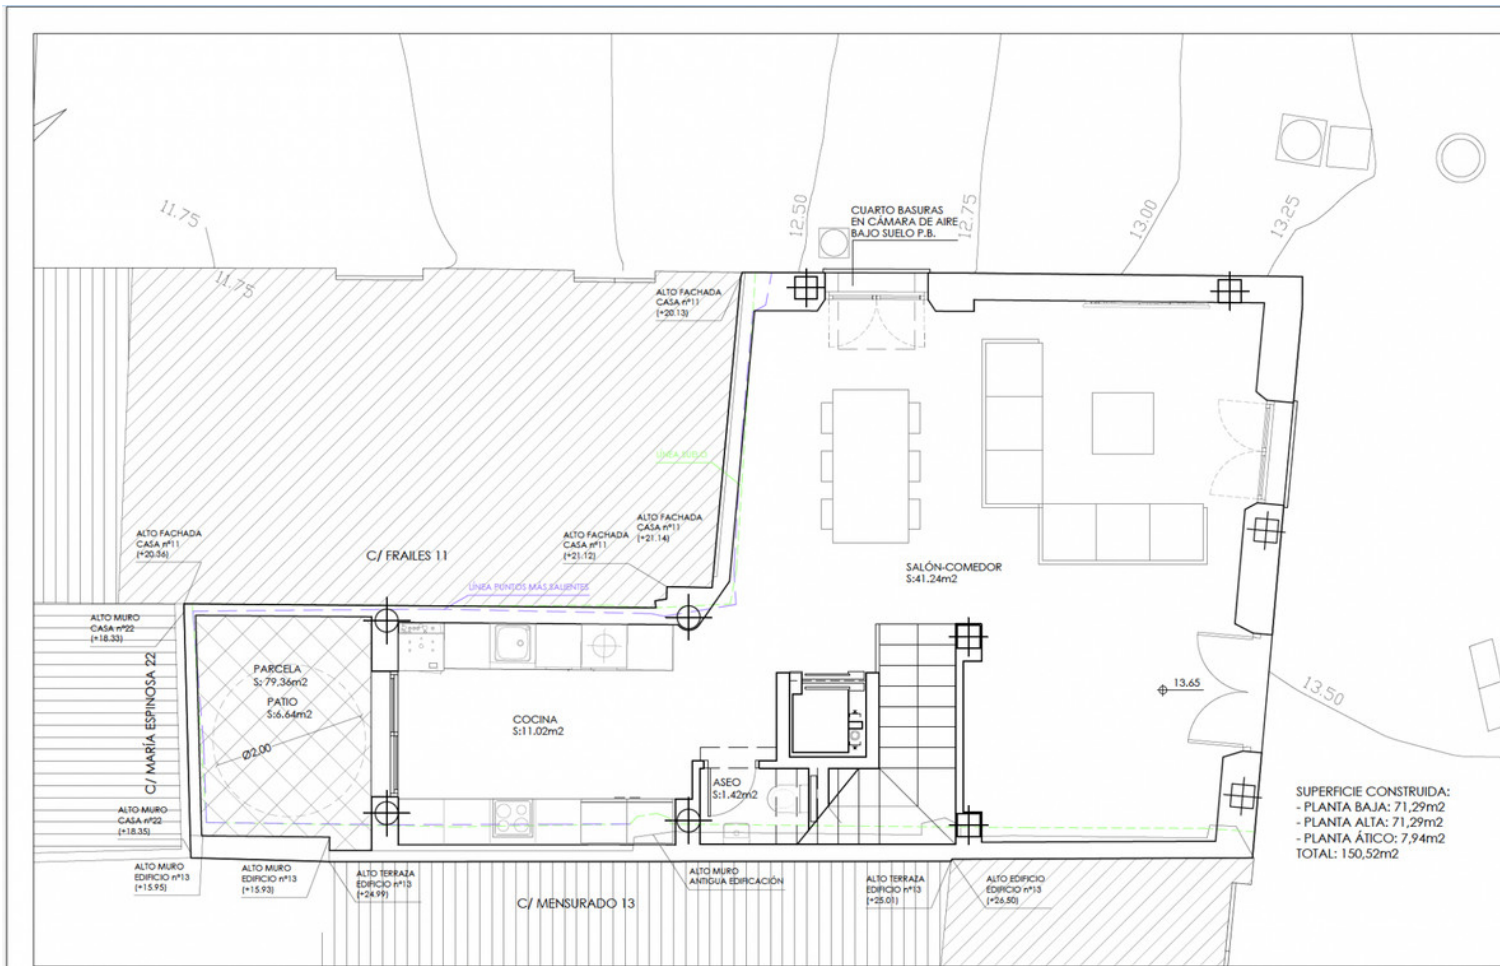 11.75
11.75
12.50
12.75
13.00
13.25
CUARTO BASURAS
EN CÁMARA DE AIRE
BAJO SUELO P.B.
ALTO FACHADA
CASA nº11
(+20.13)
LÍNEA SUELO
ALTO FACHADA
CASA nº11
(+21.14)
ALTO FACHADA
CASA nº11
(+21.12)
ALTO FACHADA
CASA nº11
(+20.36)
C/ FRAILES 11
LÍNEA PUNTOS MÁS SALIENTES
SALÓN-COMEDOR
S:41.24m2
ALTO MURO
CASA nº22
(+18.33)
C/ MARÍA ESPINOSA 22
PARCELA
S: 79,36m2
PATIO
S:6.64m2
Ø2.00
COCINA
S:11.02m2
13.65
13.50
ASEO
S:1.42m2
ALTO MURO
CASA nº22
(+18.35)
SUPERFICIE CONSTRUIDA:
- PLANTA BAJA: 71,29m2
- PLANTA ALTA: 71,29m2
- PLANTA ÁTICO: 7,94m2
TOTAL: 150,52m2
ALTO MURO
EDIFICIO nº13
(+15.95)
ALTO MURO
EDIFICIO nº13
(+15.93)
ALTO TERRAZA
EDIFICIO nº13
(+24.99)
ALTO MURO
ANTIGUA EDIFICACIÓN
ALTO TERRAZA
EDIFICIO nº13
(+25.01)
ALTO EDIFICIO
EDIFICIO nº13
(+26.50)
C/ MENSURADO 13